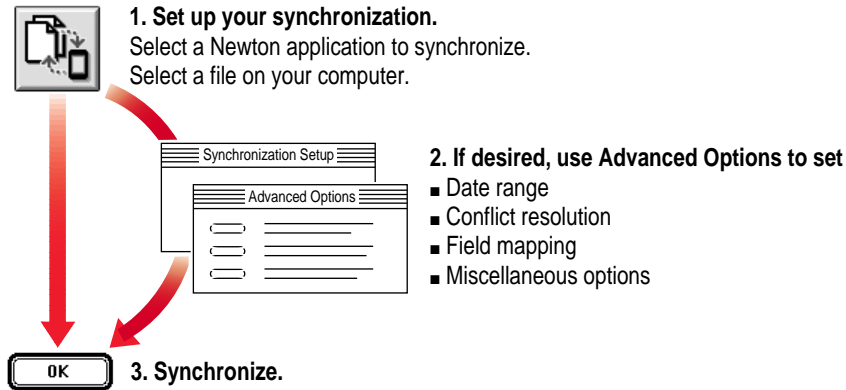 1. Set up your synchronization.
Select a Newton application to synchronize.
Select a file on your computer.
Synchronization Setup
Advanced Options
2. If desired, use Advanced Options to set
■ Date range
■ Conflict resolution
■ Field mapping
■ Miscellaneous options
OK
3. Synchronize.